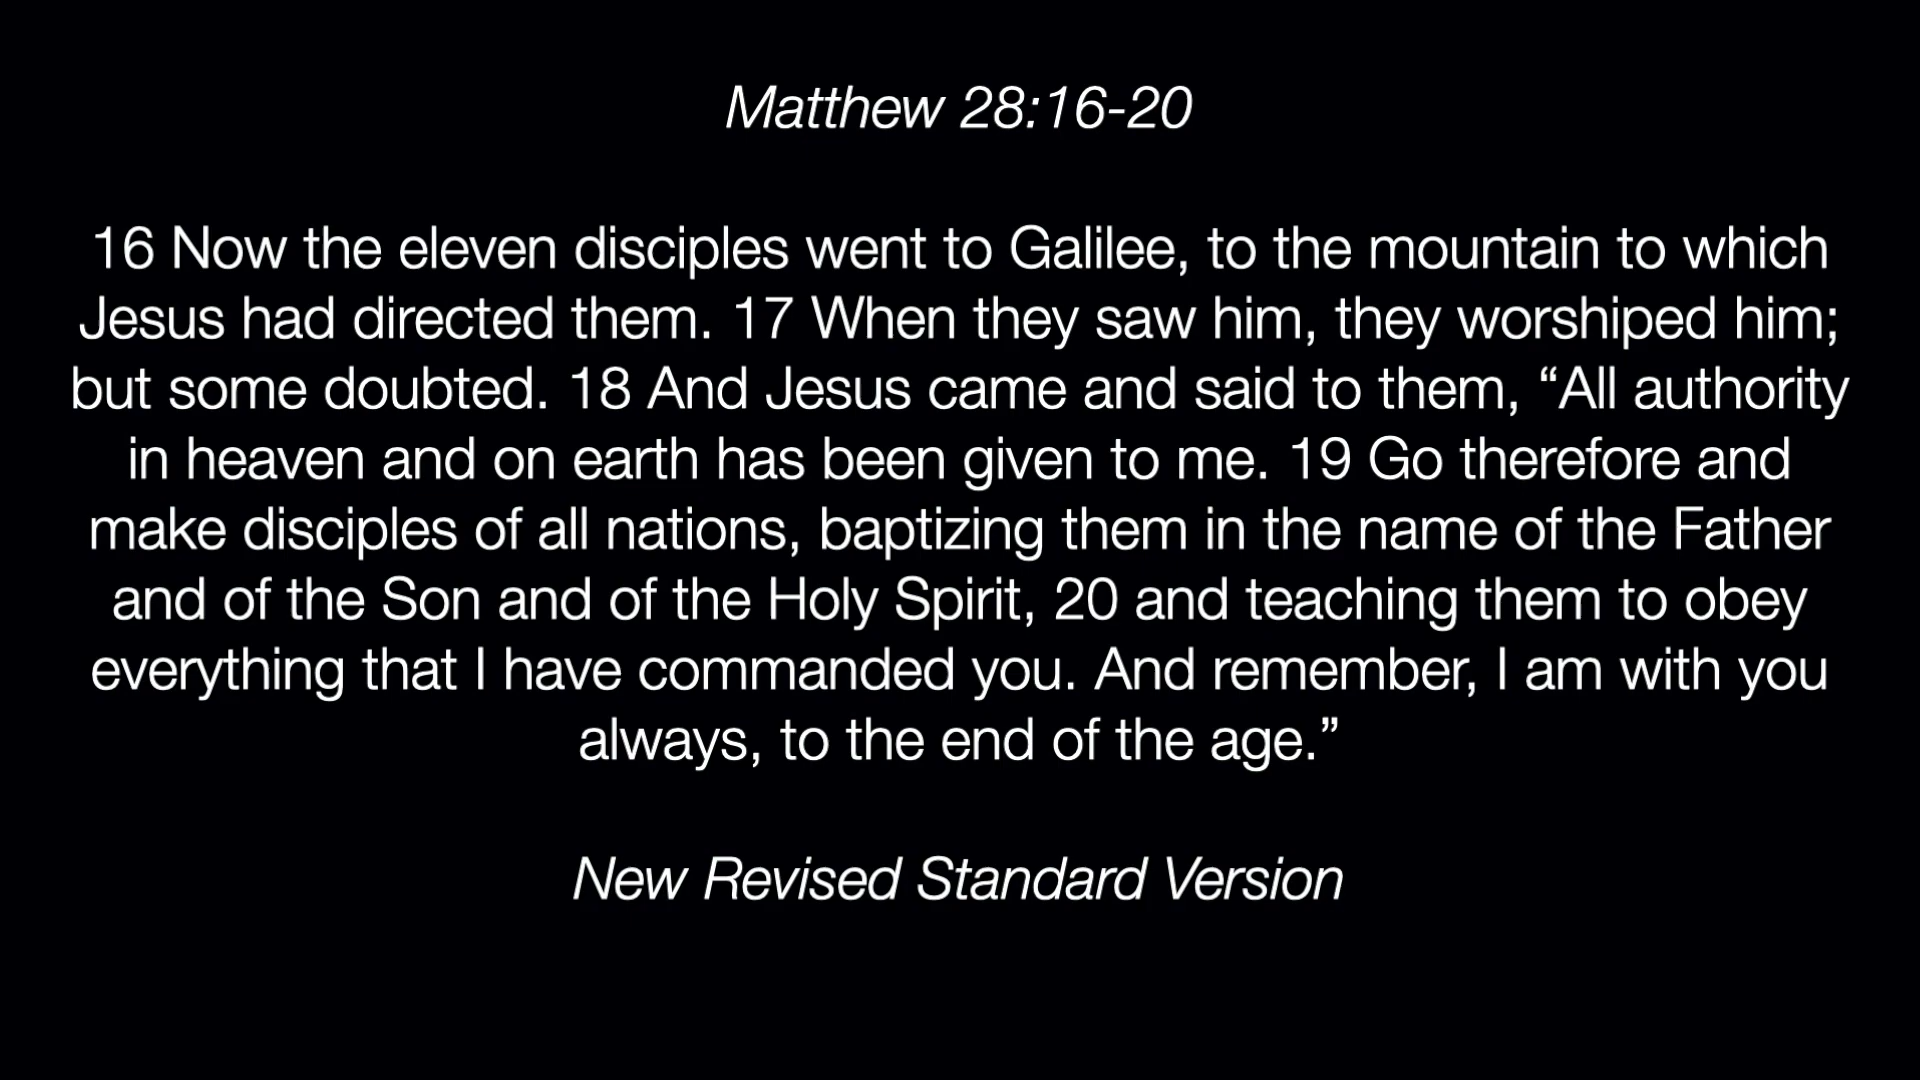 Matthew 28:16-20
16 Now the eleven disciples went to Galilee, to the mountain to which
Jesus had directed them. 17 When they saw him, they worshiped him;
but some doubted. 18 And Jesus came and said to them, “All authority
in heaven and on earth has been given to me. 19 Go therefore and
make disciples of all nations, baptizing them in the name of the Father
and of the Son and of the Holy Spirit, 20 and teaching them to obey
everything that I have commanded you. And remember, I am with you
always, to the end of the age.”
New Revised Standard Version